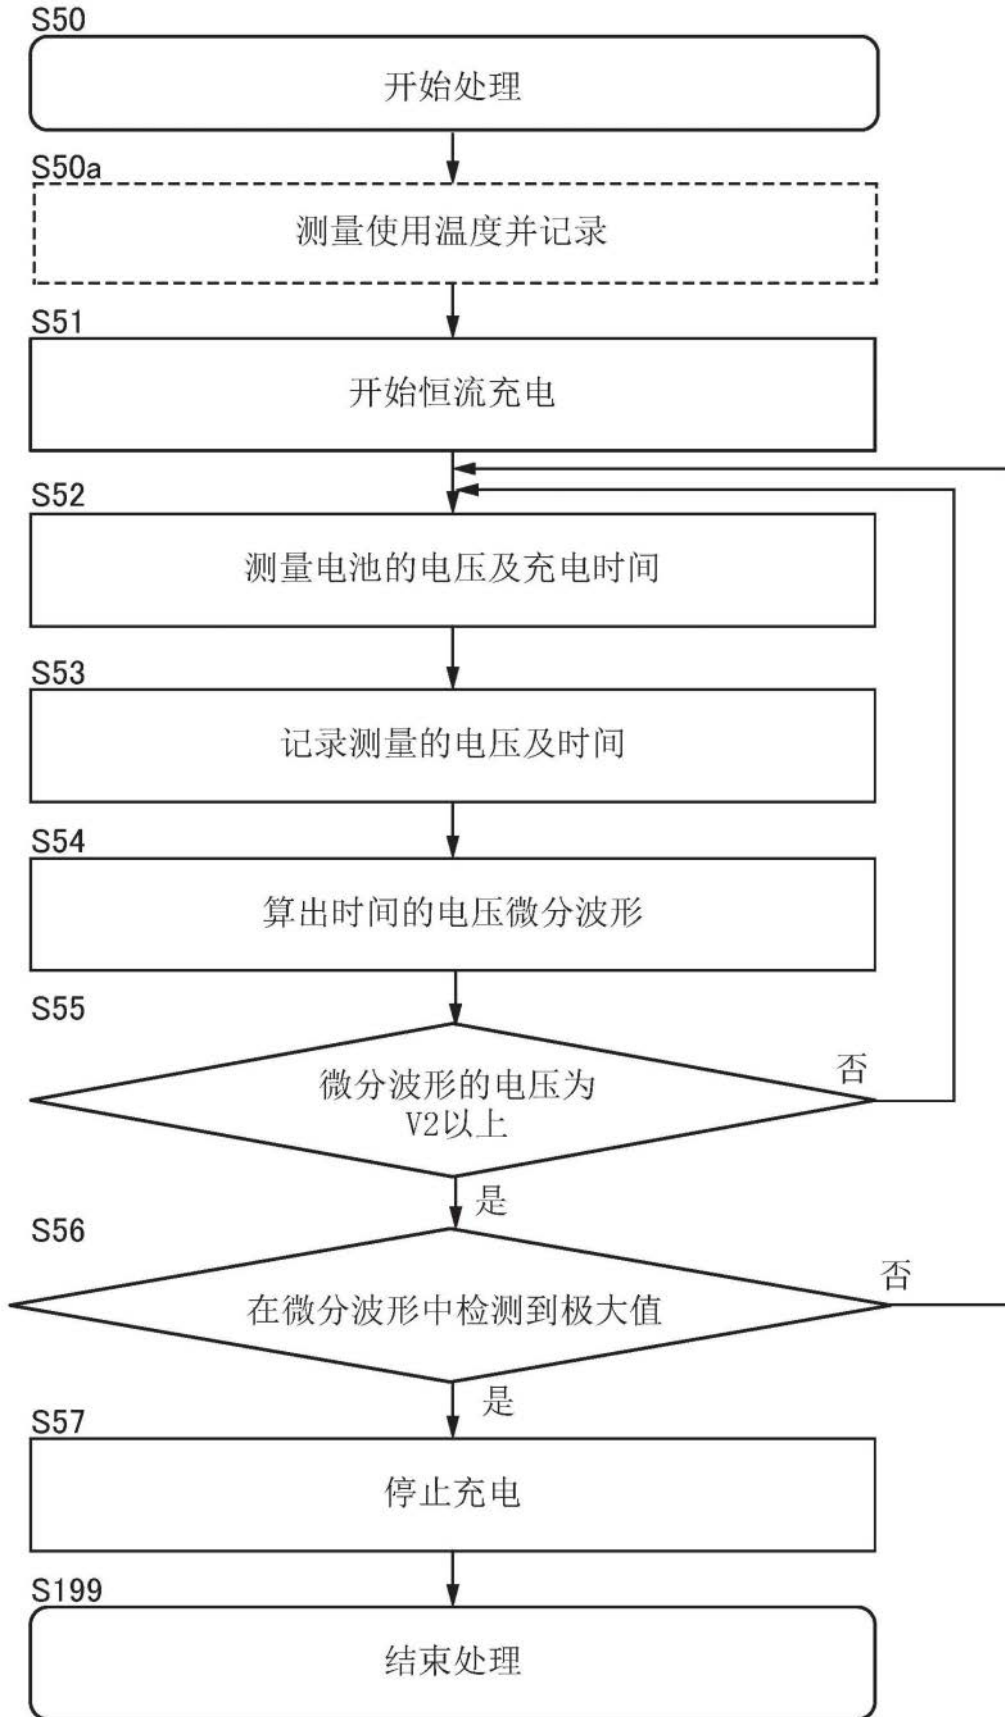 S50
开始处理
S50a
测量使用温度并记录
S51
开始恒流充电
S52
测量电池的电压及充电时间
S53
记录测量的电压及时间
S54
算出时间的电压微分波形
S55
微分波形的电压为
V2以上
否
是
S56
在微分波形中检测到极大值
否
是
S57
停止充电
S199
结束处理